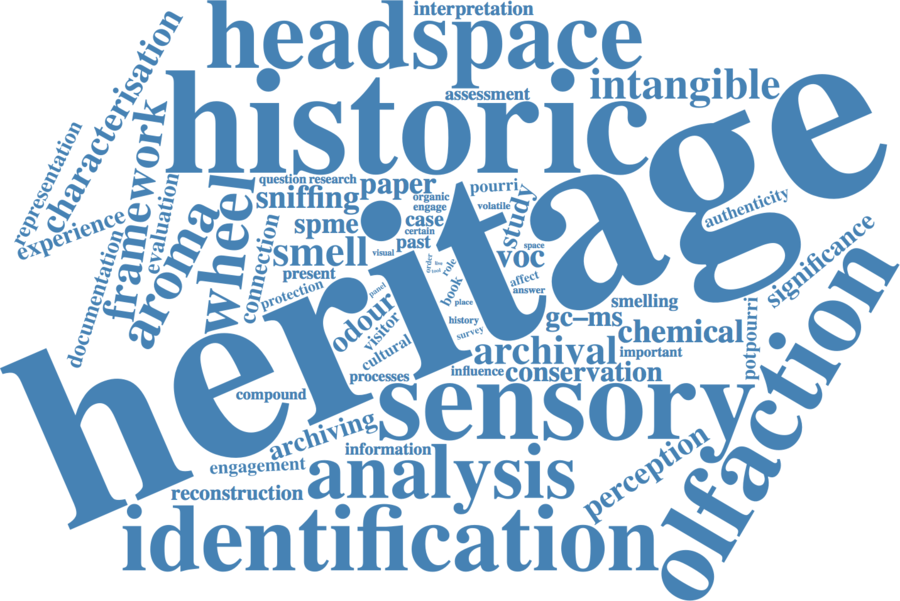 interpretation
headspace
historic
assessment
intangible
characterisation
representation
experience
framework
evaluation
documentation
aroma
wheel
connection
question research
sniffing
paper
pourri
organic
engage
volatile
spme
case
certain
study
authenticity
smell
past
visual
space
voc
significance
present
order
live
role
affect
protection
panel
book
answer
place
smelling
heritage
odour
visitor
history
survey
gc–ms
chemical
potpourri
cultural
archival
important
processes
influence
conservation
compound
sensory
olfaction
archiving
information
perception
engagement
analysis
reconstruction
identification